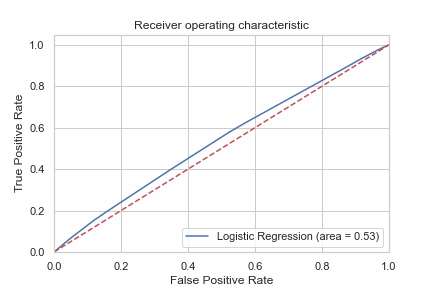 Receiver operating characteristic
1.0
0.8
0.6
0.4
0.2
0.0
True Positive Rate
Logistic Regression (area = 0.53)
0.0 0.2 0.4 0.6 0.8 1.0
False Positive Rate